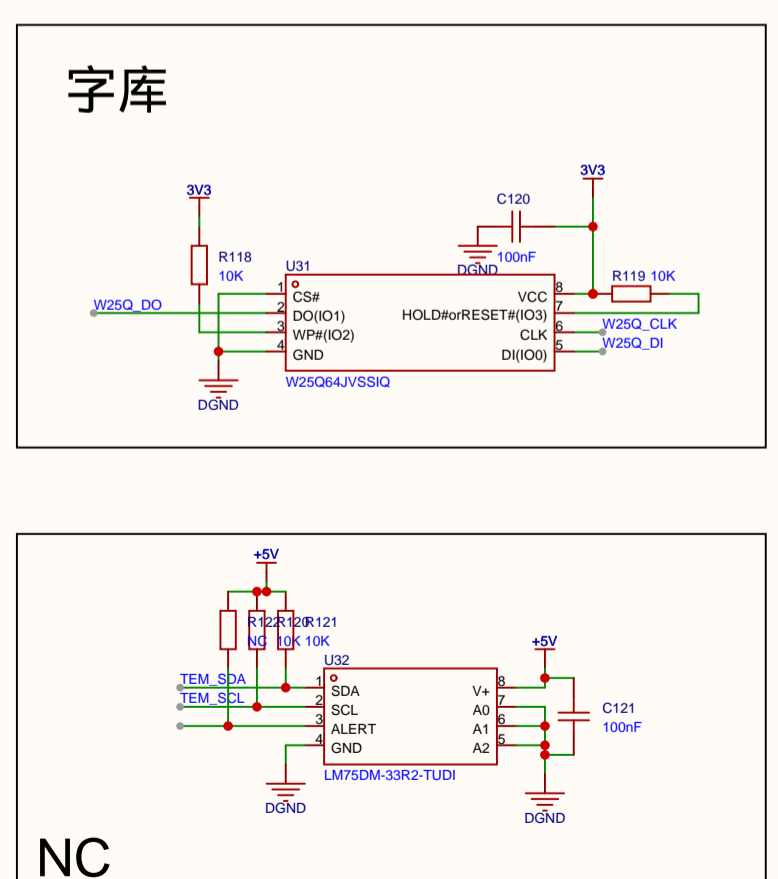 字库
3V3
R118
10K
3V3
C120
100nF
DGND
U31
R119 10K
1
CS#
2
DO(IO1)
3
WP#(IO2)
4
GND
8
VCC
7
HOLD#orRESET#(IO3)
6
CLK
5
DI(IO0)
W25Q_DO
W25Q_CLK
W25Q_DI
W25Q64JVSSIQ
DGND
+5V
R122
NC
R120
10K
R121
10K
TEM_SDA
TEM_SCL
U32
1
SDA
2
SCL
3
ALERT
4
GND
8
V+
7
A0
6
A1
5
A2
LM75DM-33R2-TUDI
DGND
+5V
C121
100nF
DGND
NC